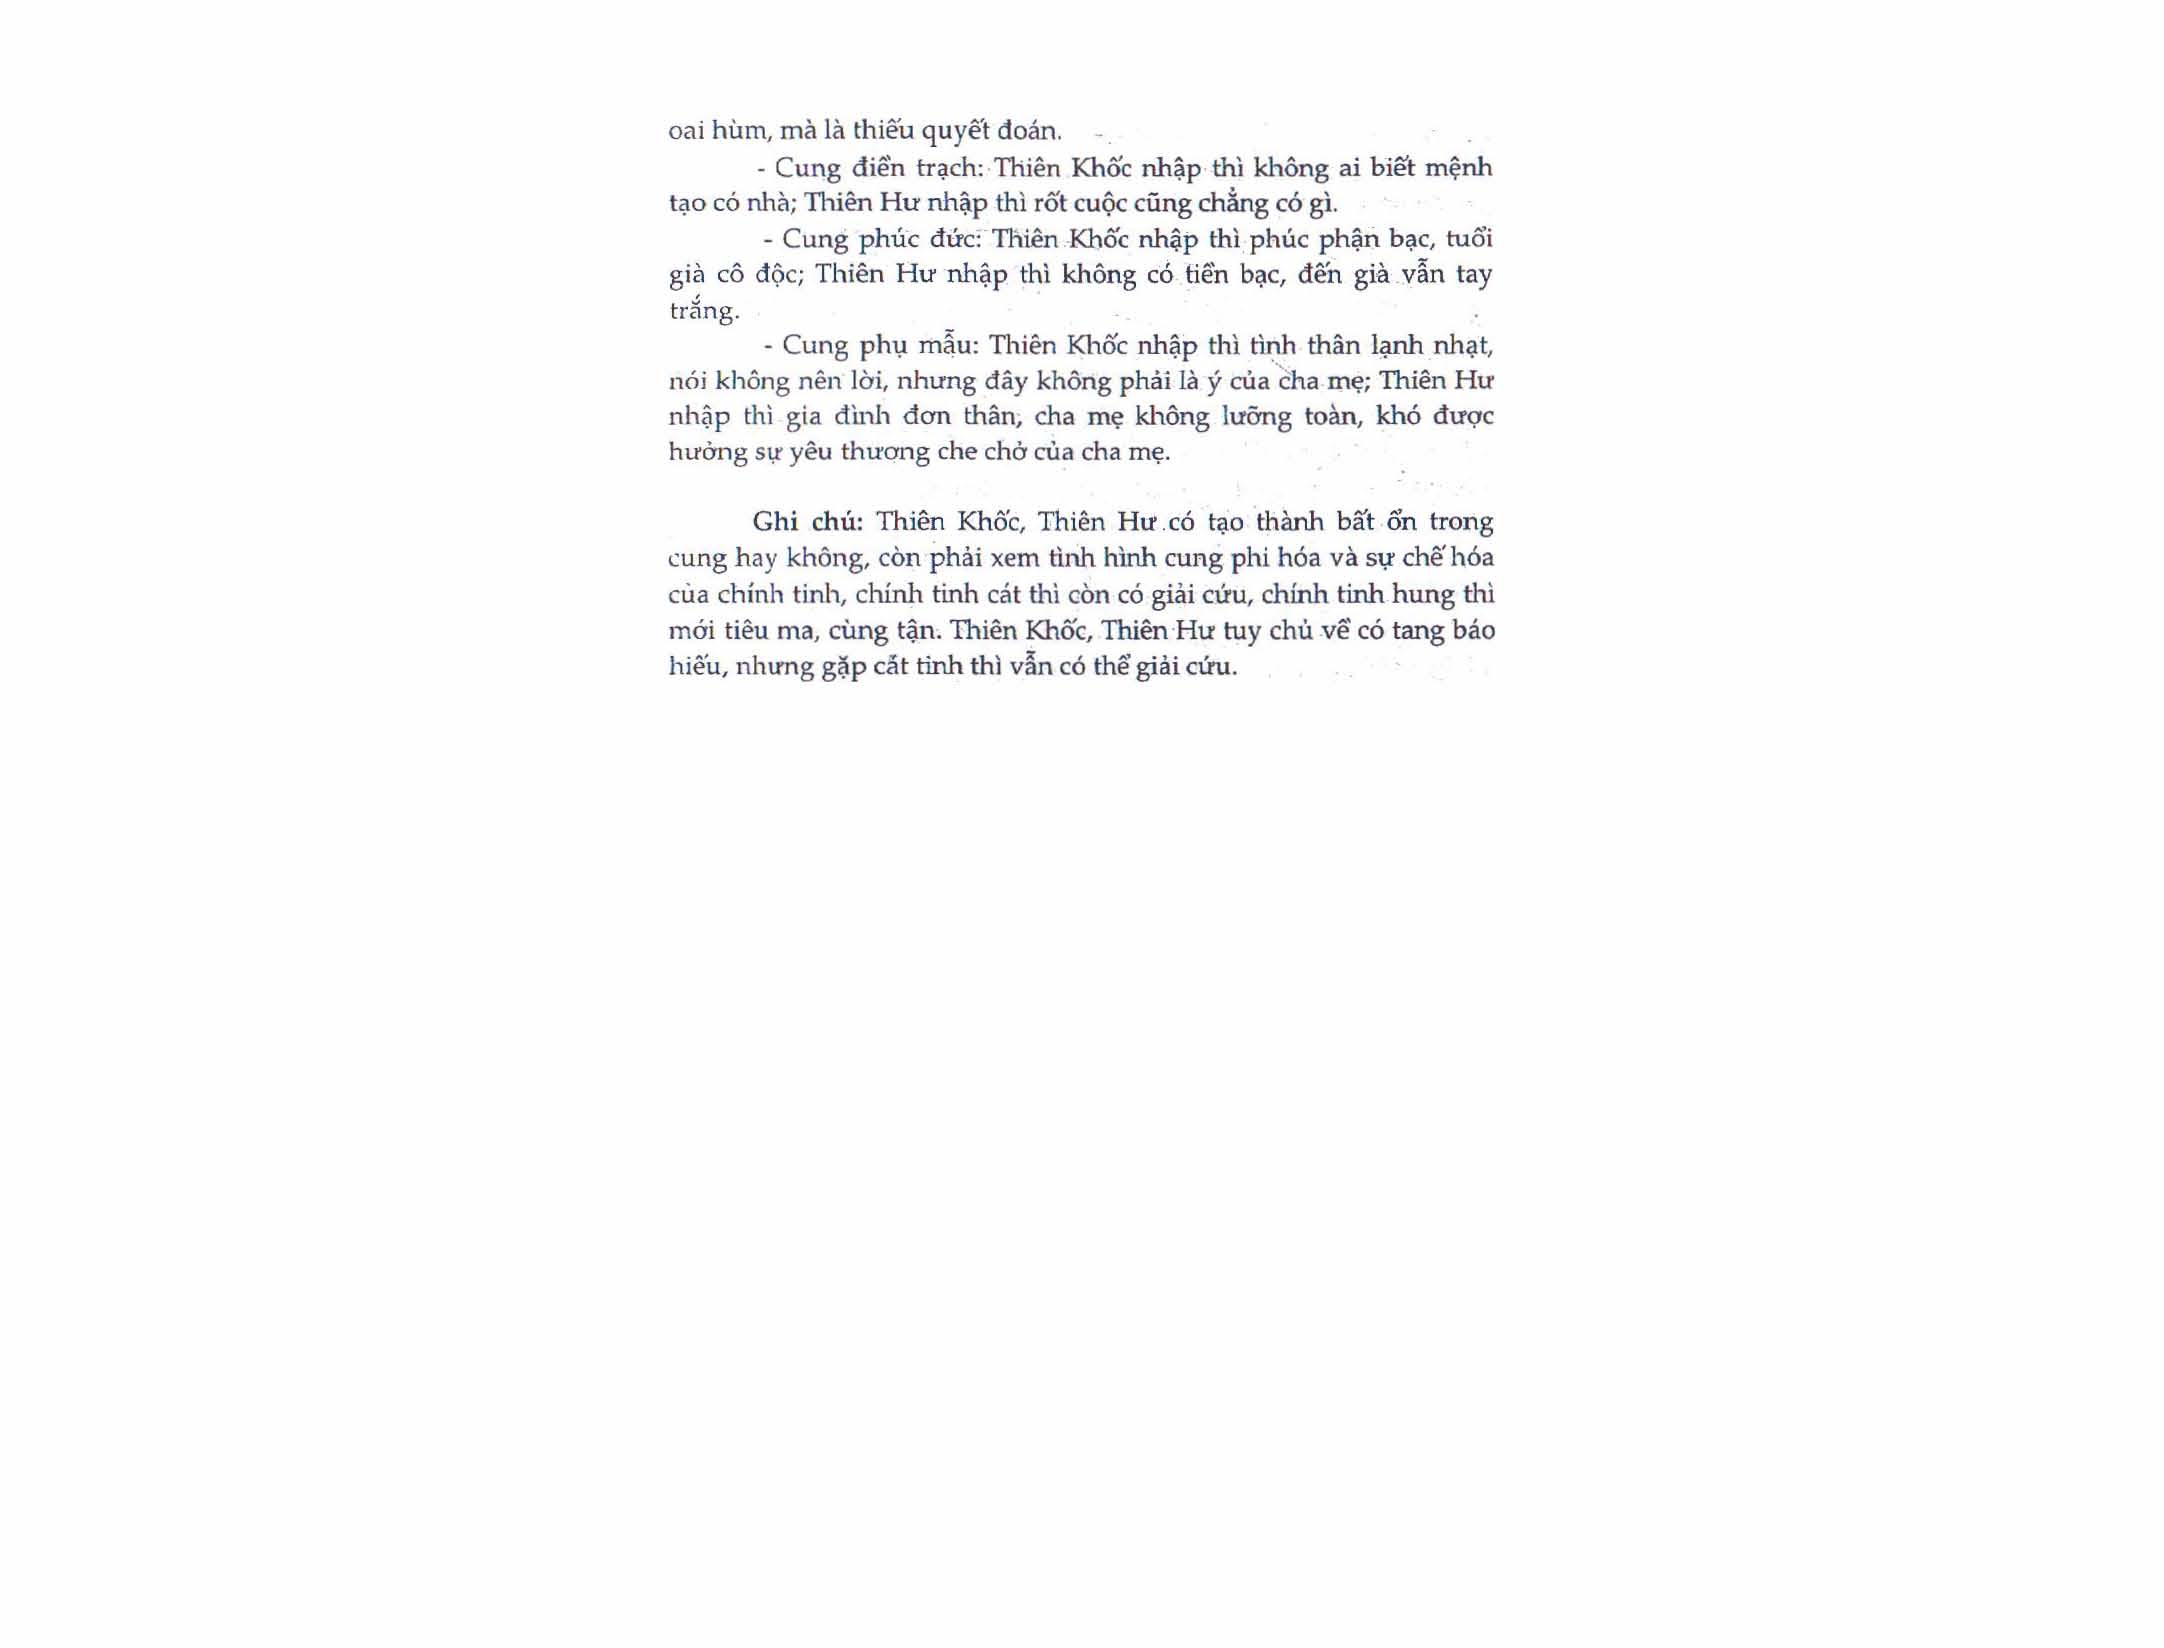 oai hùm, mà là thiếu quyết đoán.
- Cung điền trạch: Thiên Khốc nhập thì không ai biết mệnh
tạo có nhà; Thiên Hư nhập thì rốt cuộc cũng chẳng có gì.
- Cung phúc đức: Thiên Khốc nhập thì phúc phận bạc, tuổi
già cô độc; Thiên Hư nhập thì không có tiền bạc, đến già vẫn tay
trắng.
- Cung phụ mẫu: Thiên Khốc nhập thì tình thân lạnh nhạt,
nói không nên lời, nhưng đây không phải là ý của cha mẹ; Thiên Hư
nhập thì gia đình đơn thân, cha mẹ không lưỡng toàn, khó được
hưởng sự yêu thương che chở của cha mẹ.
Ghi chú: Thiên Khốc, Thiên Hư có tạo thành bất ổn trong
cung hay không, còn phải xem tình hình cung phi hóa và sự chế hóa
của chính tinh, chính tinh cát thì còn có giải cứu, chính tinh hung thì
mới tiêu ma, cùng tận. Thiên Khốc, Thiên Hư tuy chủ về có tang báo
hiếu, nhưng gặp cát tinh thì vẫn có thể giải cứu.